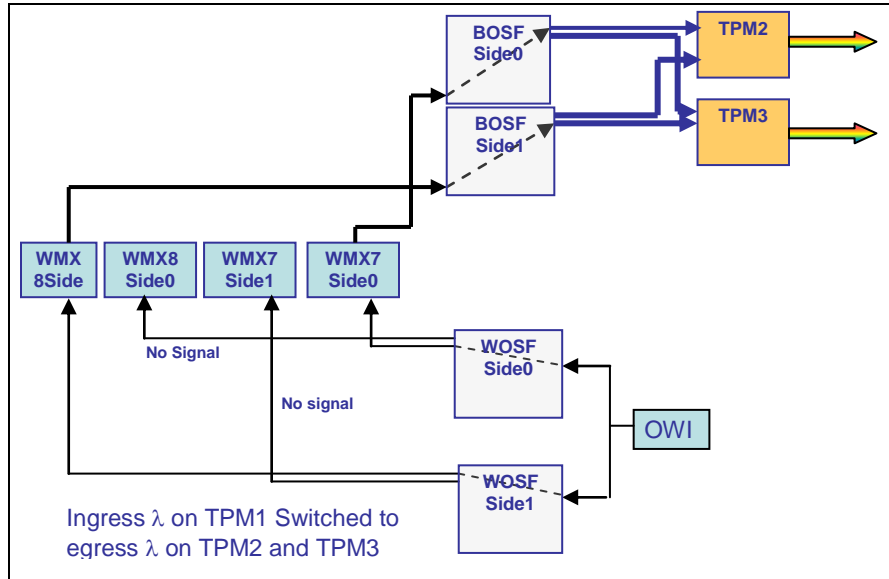 BOSF
Side0
TPM2
BOSF
Side1
TPM3
WMX
8Side
WMX8
Side0
WMX7
Side1
WMX7
Side0
No Signal
WOSF
Side0
No signal
OWI
WOSF
Side1
Ingress λ on TPM1 Switched to
egress λ on TPM2 and TPM3